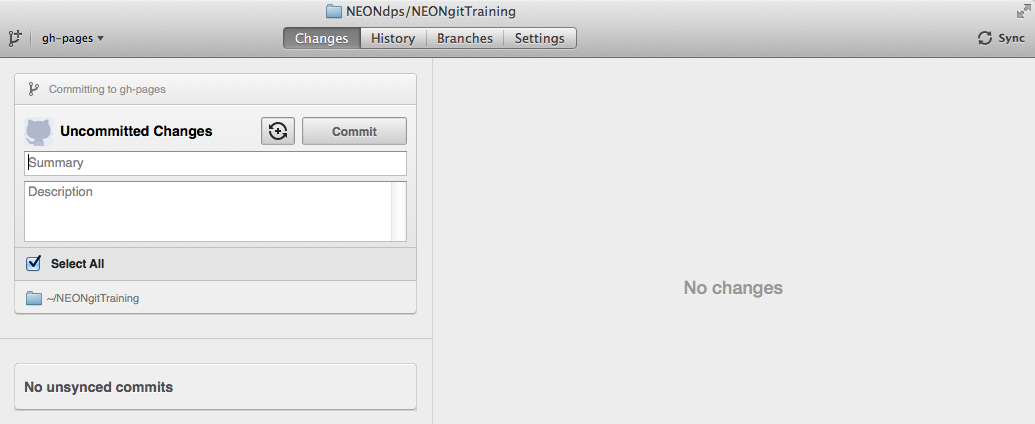 NEONdps/NEONgitTraining
gh-pages
Changes History Branches Settings
Sync
Committing to gh-pages
Uncommitted Changes
Commit
Summary
Description
Select All
~/NEONgitTraining
No changes
No unsynced commits